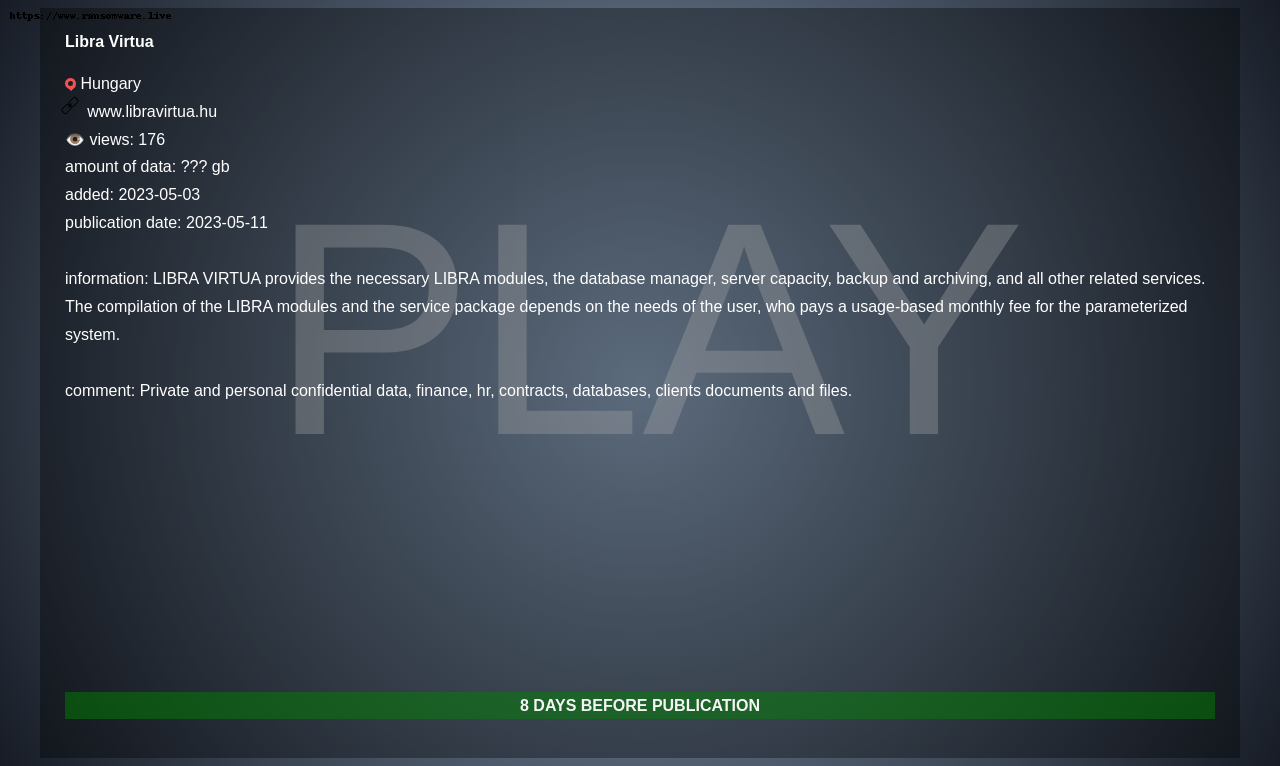 https://www.ransomware.live
Libra Virtua
Hungary
www.libravirtua.hu
views: 176
amount of data: ??? gb
added: 2023-05-03
publication date: 2023-05-11
PLAY
information: LIBRA VIRTUA provides the necessary LIBRA modules, the database manager, server capacity, backup and archiving, and all other related services.
The compilation of the LIBRA modules and the service package depends on the needs of the user, who pays a usage-based monthly fee for the parameterized
system.
comment: Private and personal confidential data, finance, hr, contracts, databases, clients documents and files.
8 DAYS BEFORE PUBLICATION